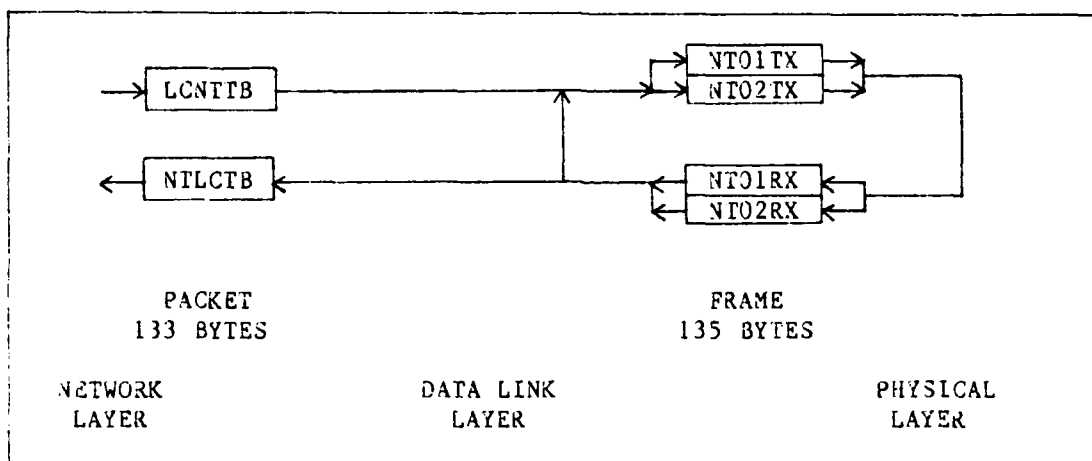 LCNTTB
NT01TX
NT02TX
NTLCTB
NT01RX
NT02RX
PACKET
133 BYTES
FRAME
135 BYTES
NETWORK
LAYER
DATA LINK
LAYER
PHYSICAL
LAYER